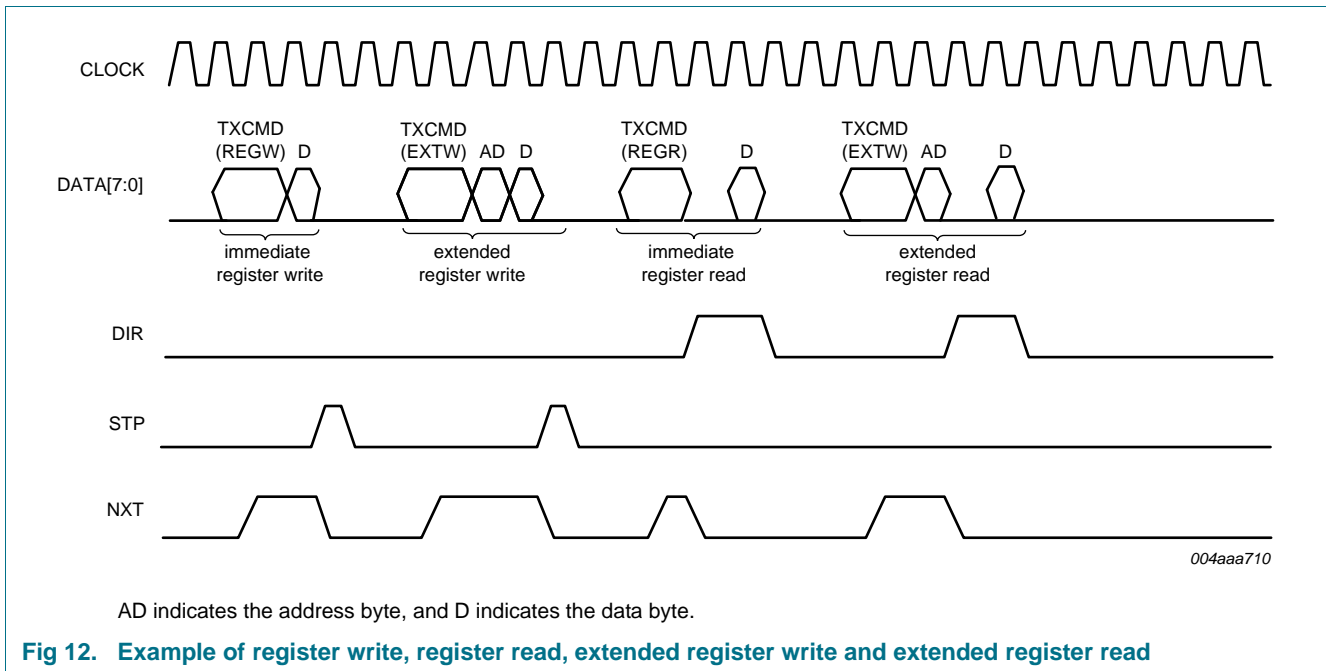 CLOCK
TXCMD TXCMD TXCMD TXCMD
(REGW) D (EXTW) AD D (REGR) D (EXTW) AD D
DATA[7:0]
immediate extended immediate extended
register write register write register read register read
DIR
STP
NXT
004aaa710
AD indicates the address byte, and D indicates the data byte.
Fig 12. Example of register write, register read, extended register write and extended register read